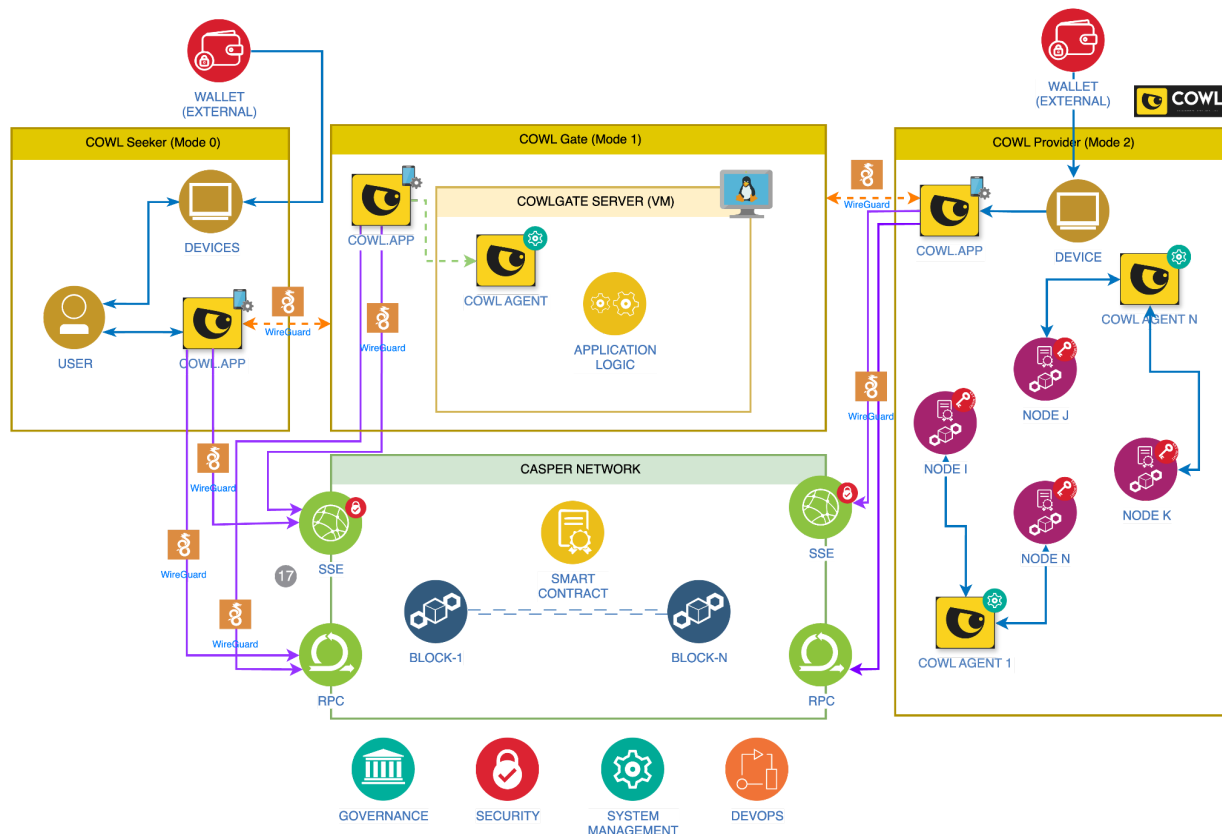 WALLET
(EXTERNAL)
WALLET
(EXTERNAL)
COWL
COWL Seeker (Mode 0)
COWL Gate (Mode 1)
COWL Provider (Mode 2)
COWLGATE SERVER (VM)
DEVICES
COWL.APP
COWL AGENT
WireGuard
COWL.APP
DEVICE
USER
COWL.APP
WireGuard
WireGuard
APPLICATION
LOGIC
COWL AGENT N
WireGuard
NODE J
NODE I
NODE K
NODE N
COWL AGENT 1
CASPER NETWORK
WireGuard
WireGuard
WireGuard
17
SSE
SSE
SMART
CONTRACT
BLOCK-1
BLOCK-N
RPC
RPC
GOVERNANCE
SECURITY
SYSTEM
MANAGEMENT
DEVOPS